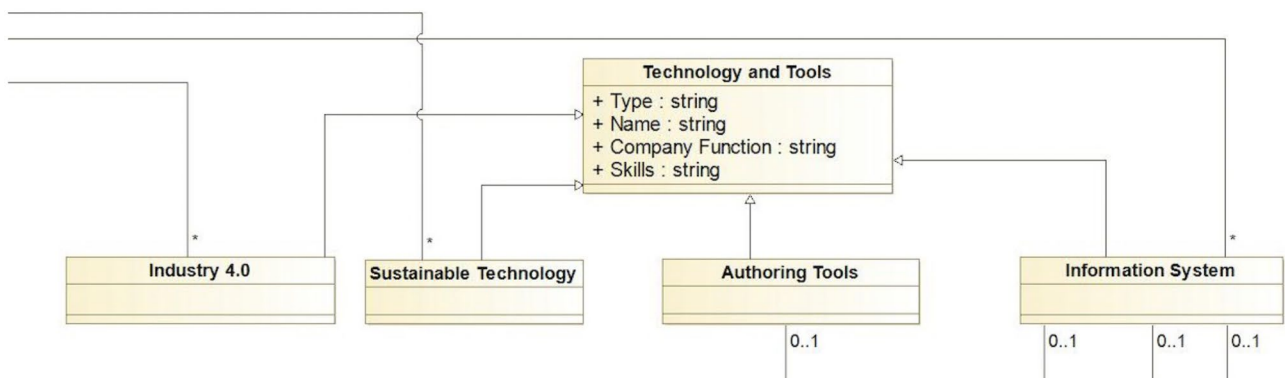 Technology and Tools
+ Type : string
+ Name : string
+ Company Function : string
+ Skills : string
*
*
*
Industry 4.0
Sustainable Technology
Authoring Tools
Information System
0..1
0..1
0..1
0..1